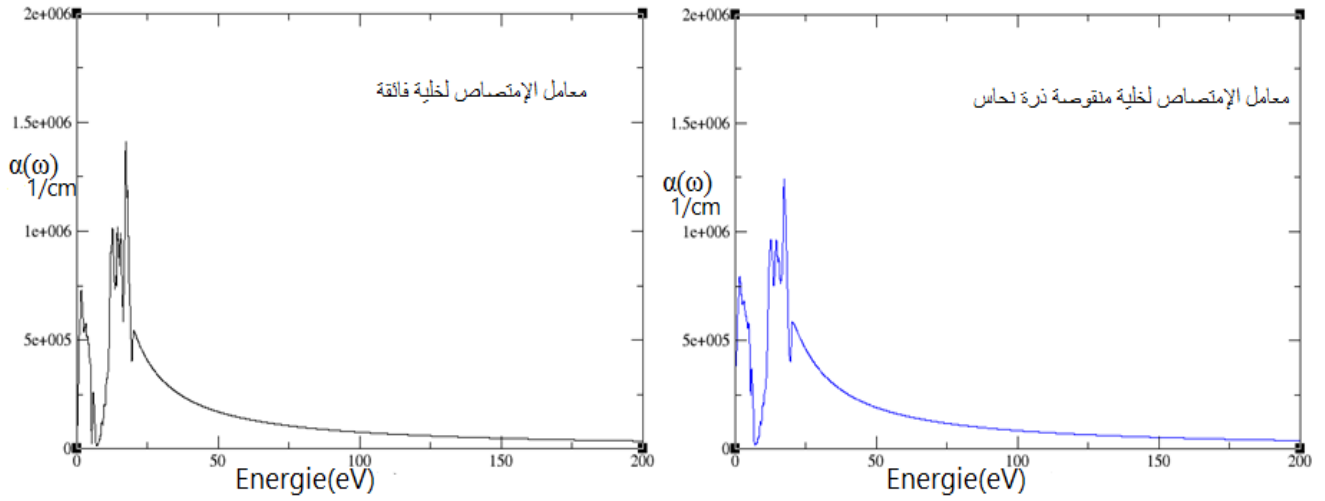 2e+006
معامل الإمتصاص لخلية فائقة
1.5e+006
α(ω)
1/cm
1e+006
5e+005
0
0
50
100
150
200
Energie(eV)
2e+006
معامل الإمتصاص لخلية منقوصة ذرة نحاس
1.5e+006
α(ω)
1/cm
1e+006
5e+005
0
0
50
100
150
200
Energie(eV)